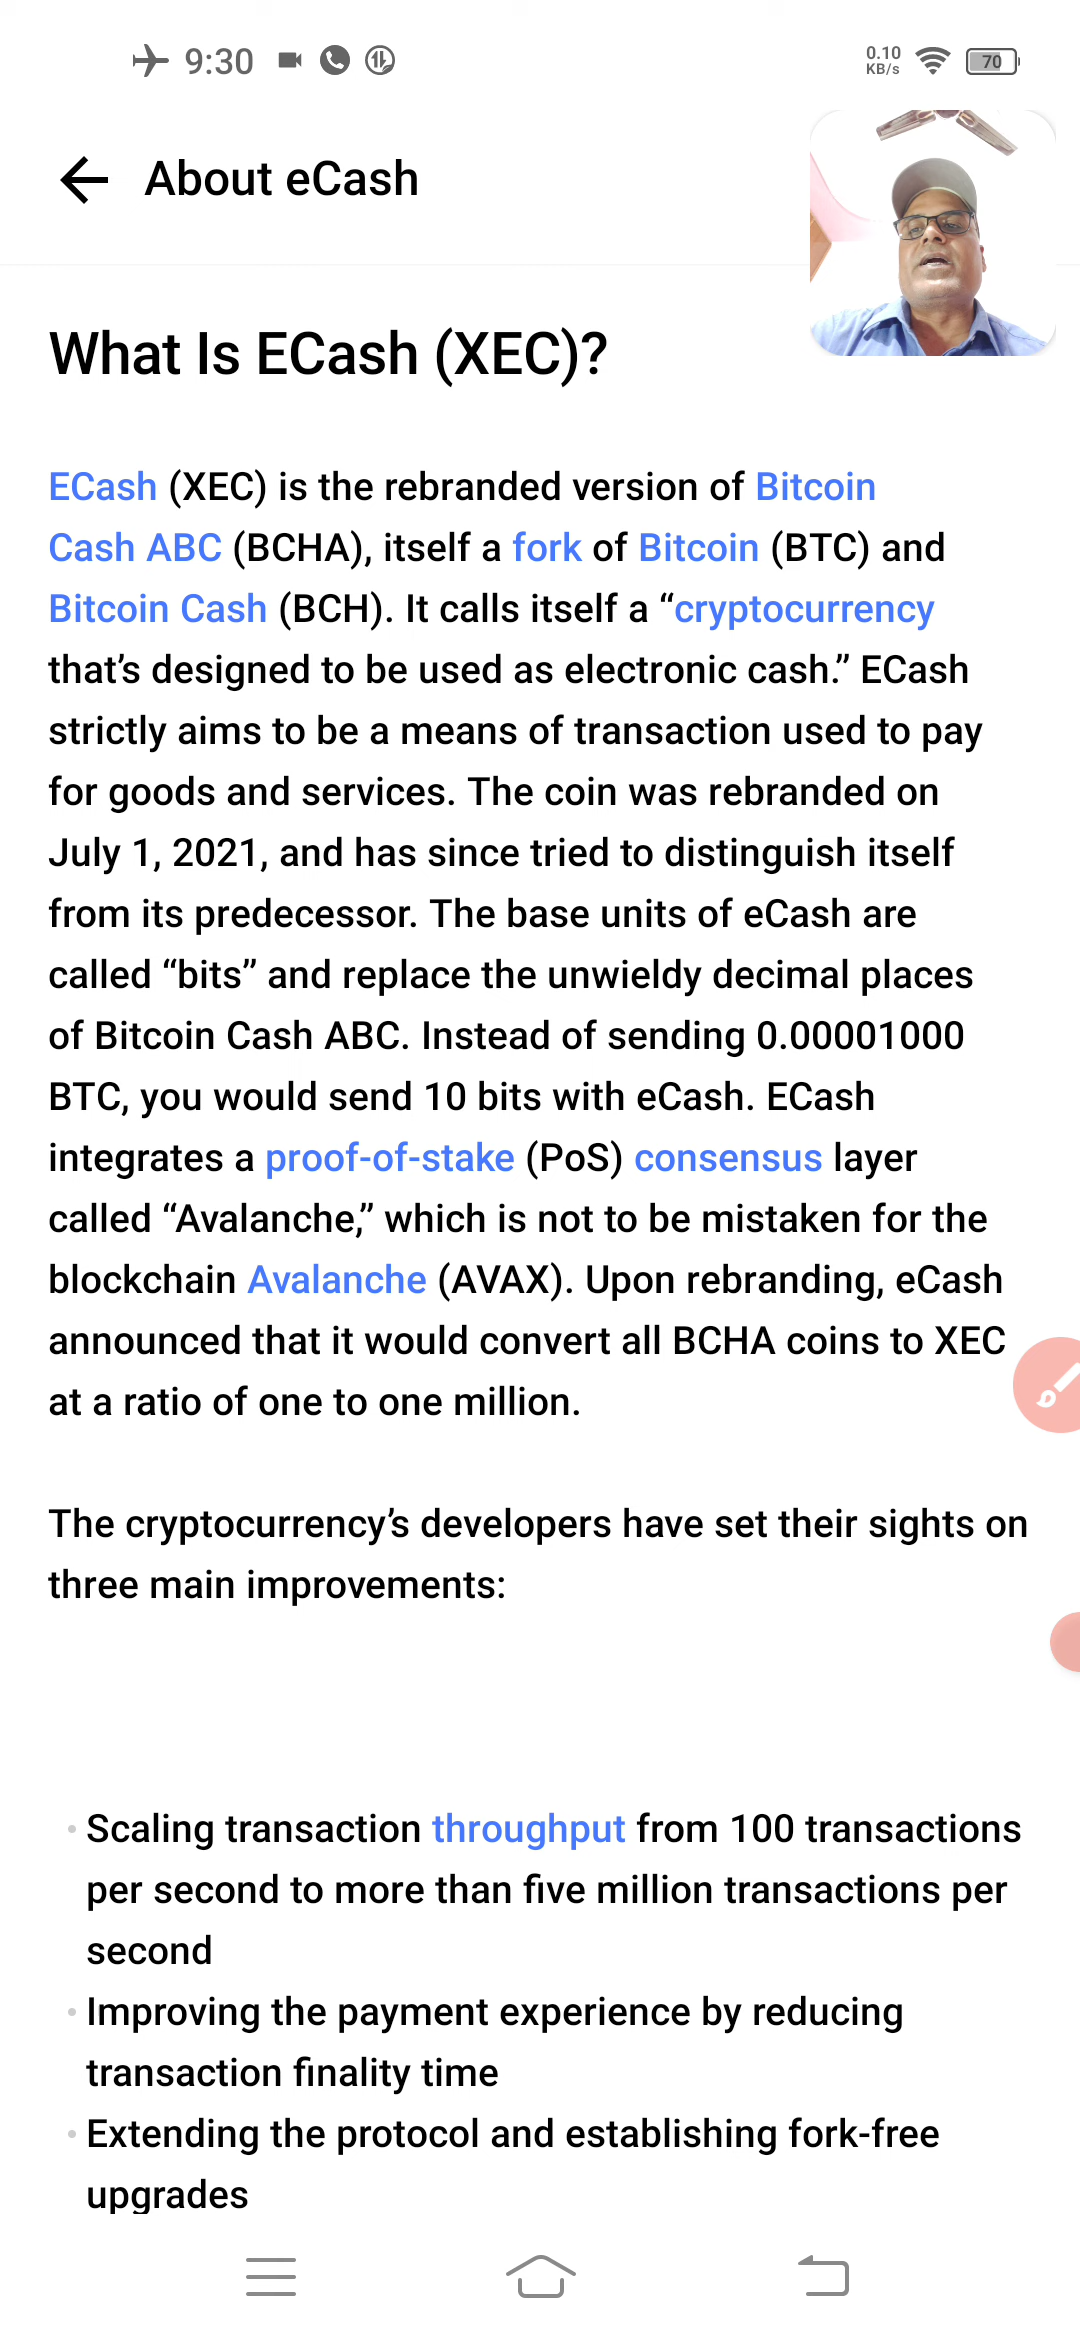 9:30
0.10
KB/s
70
About eCash
What Is ECash (XEC)?
ECash (XEC) is the rebranded version of Bitcoin
Cash ABC (BCHA), itself a fork of Bitcoin (BTC) and
Bitcoin Cash (BCH). It calls itself a “cryptocurrency
that’s designed to be used as electronic cash.” ECash
strictly aims to be a means of transaction used to pay
for goods and services. The coin was rebranded on
July 1, 2021, and has since tried to distinguish itself
from its predecessor. The base units of eCash are
called “bits” and replace the unwieldy decimal places
of Bitcoin Cash ABC. Instead of sending 0.00001000
BTC, you would send 10 bits with eCash. ECash
integrates a proof-of-stake (PoS) consensus layer
called “Avalanche,” which is not to be mistaken for the
blockchain Avalanche (AVAX). Upon rebranding, eCash
announced that it would convert all BCHA coins to XEC
at a ratio of one to one million.
The cryptocurrency’s developers have set their sights on
three main improvements:
• Scaling transaction throughput from 100 transactions
per second to more than five million transactions per
second
• Improving the payment experience by reducing
transaction finality time
• Extending the protocol and establishing fork-free
upgrades